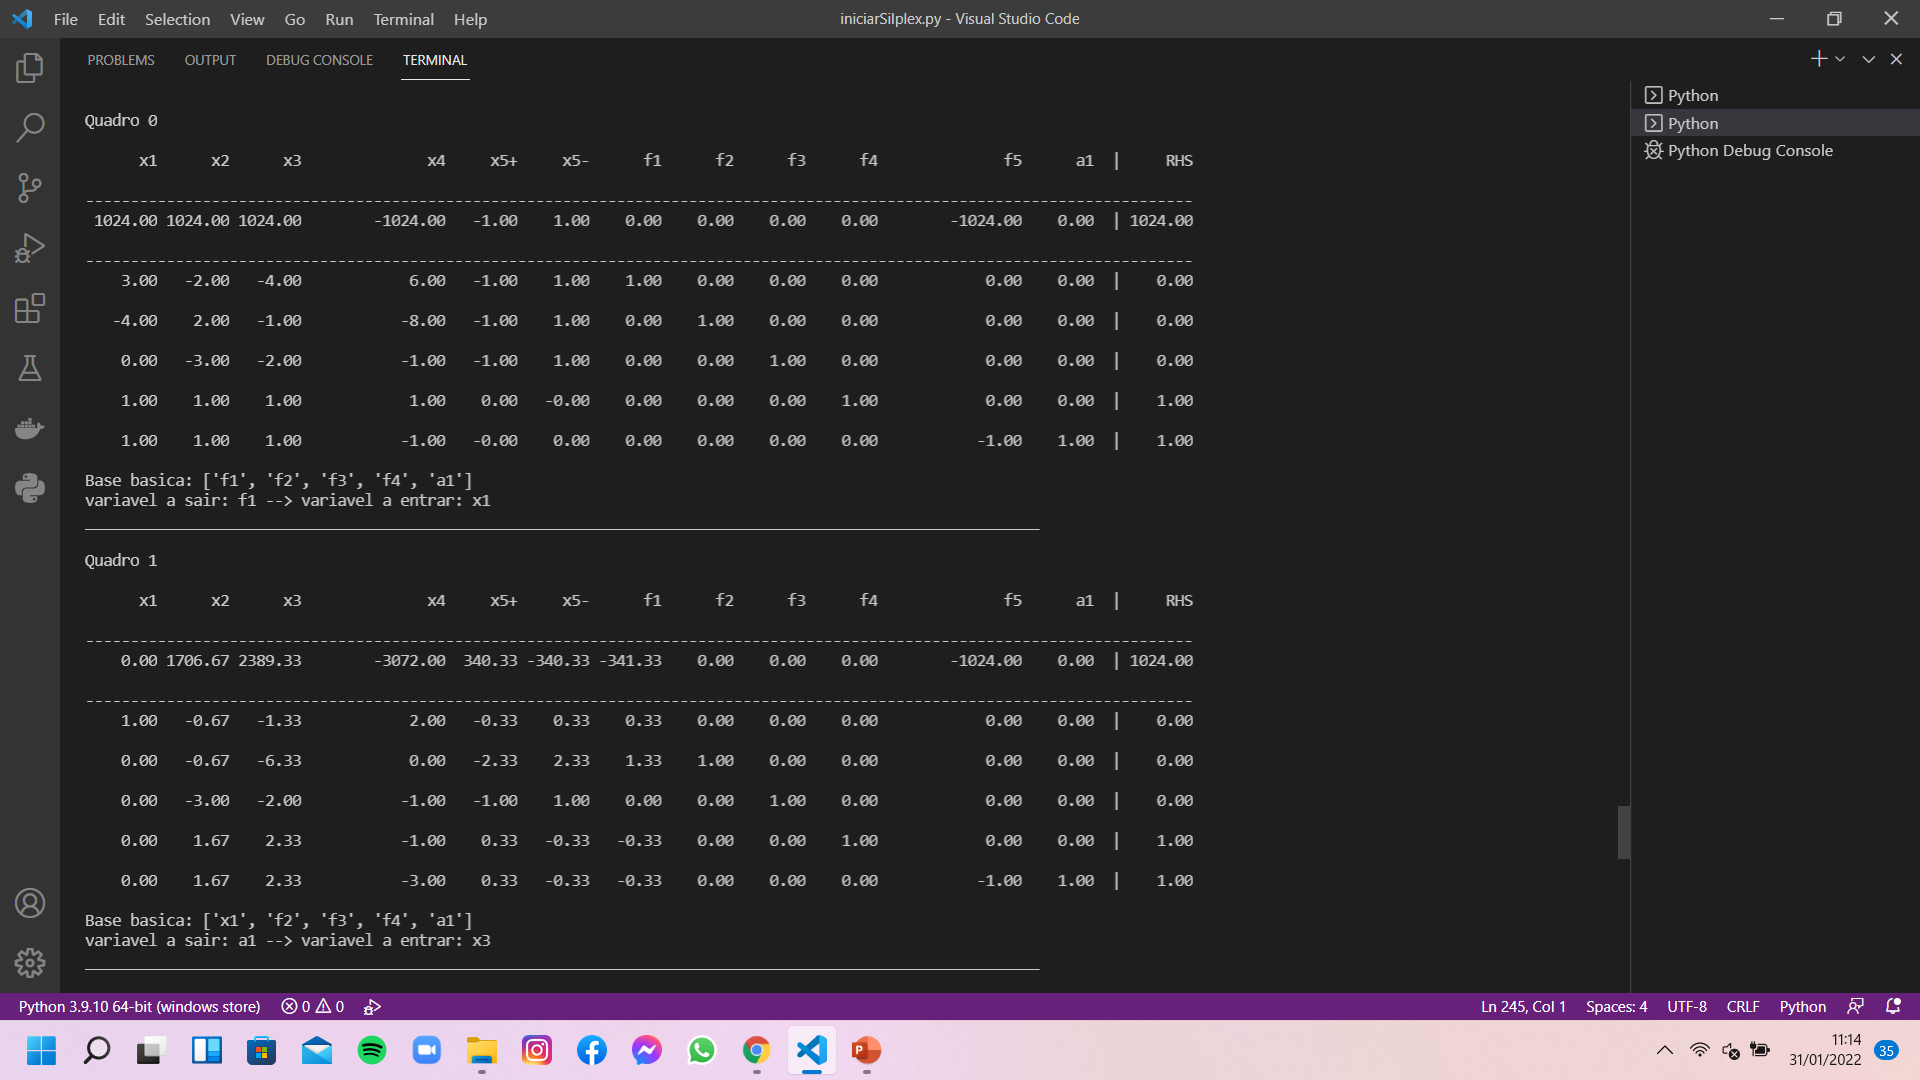 File Edit Selection View Go Run Terminal Help iniciarSilplex.py - Visual Studio Code
PROBLEMS OUTPUT DEBUG CONSOLE TERMINAL
Python
Python
Python Debug Console
Quadro 0
x1 x2 x3 x4 x5+ x5- f1 f2 f3 f4 f5 a1 | RHS
---------------------------------------------------------------------------------------------------------------------------
1024.00 1024.00 1024.00 -1024.00 -1.00 1.00 0.00 0.00 0.00 0.00 -1024.00 0.00 | 1024.00
---------------------------------------------------------------------------------------------------------------------------
3.00 -2.00 -4.00 6.00 -1.00 1.00 1.00 0.00 0.00 0.00 0.00 0.00 | 0.00
-4.00 2.00 -1.00 -8.00 -1.00 1.00 0.00 1.00 0.00 0.00 0.00 0.00 | 0.00
0.00 -3.00 -2.00 -1.00 -1.00 1.00 0.00 0.00 1.00 0.00 0.00 0.00 | 0.00
1.00 1.00 1.00 1.00 0.00 -0.00 0.00 0.00 0.00 1.00 0.00 0.00 | 1.00
1.00 1.00 1.00 -1.00 -0.00 0.00 0.00 0.00 0.00 0.00 -1.00 1.00 | 1.00
Base basica: ['f1', 'f2', 'f3', 'f4', 'a1']
variavel a sair: f1 --> variavel a entrar: x1
__________________________________________________________________________________________________________
Quadro 1
x1 x2 x3 x4 x5+ x5- f1 f2 f3 f4 f5 a1 | RHS
---------------------------------------------------------------------------------------------------------------------------
0.00 1706.67 2389.33 -3072.00 340.33 -340.33 -341.33 0.00 0.00 0.00 -1024.00 0.00 | 1024.00
---------------------------------------------------------------------------------------------------------------------------
1.00 -0.67 -1.33 2.00 -0.33 0.33 0.33 0.00 0.00 0.00 0.00 0.00 | 0.00
0.00 -0.67 -6.33 0.00 -2.33 2.33 1.33 1.00 0.00 0.00 0.00 0.00 | 0.00
0.00 -3.00 -2.00 -1.00 -1.00 1.00 0.00 0.00 1.00 0.00 0.00 0.00 | 0.00
0.00 1.67 2.33 -1.00 0.33 -0.33 -0.33 0.00 0.00 1.00 0.00 0.00 | 1.00
0.00 1.67 2.33 -3.00 0.33 -0.33 -0.33 0.00 0.00 0.00 -1.00 1.00 | 1.00
Base basica: ['x1', 'f2', 'f3', 'f4', 'a1']
variavel a sair: a1 --> variavel a entrar: x3
__________________________________________________________________________________________________________
Python 3.9.10 64-bit (windows store) 0 0 Ln 245, Col 1 Spaces: 4 UTF-8 CRLF Python
11:14
31/01/2022
35